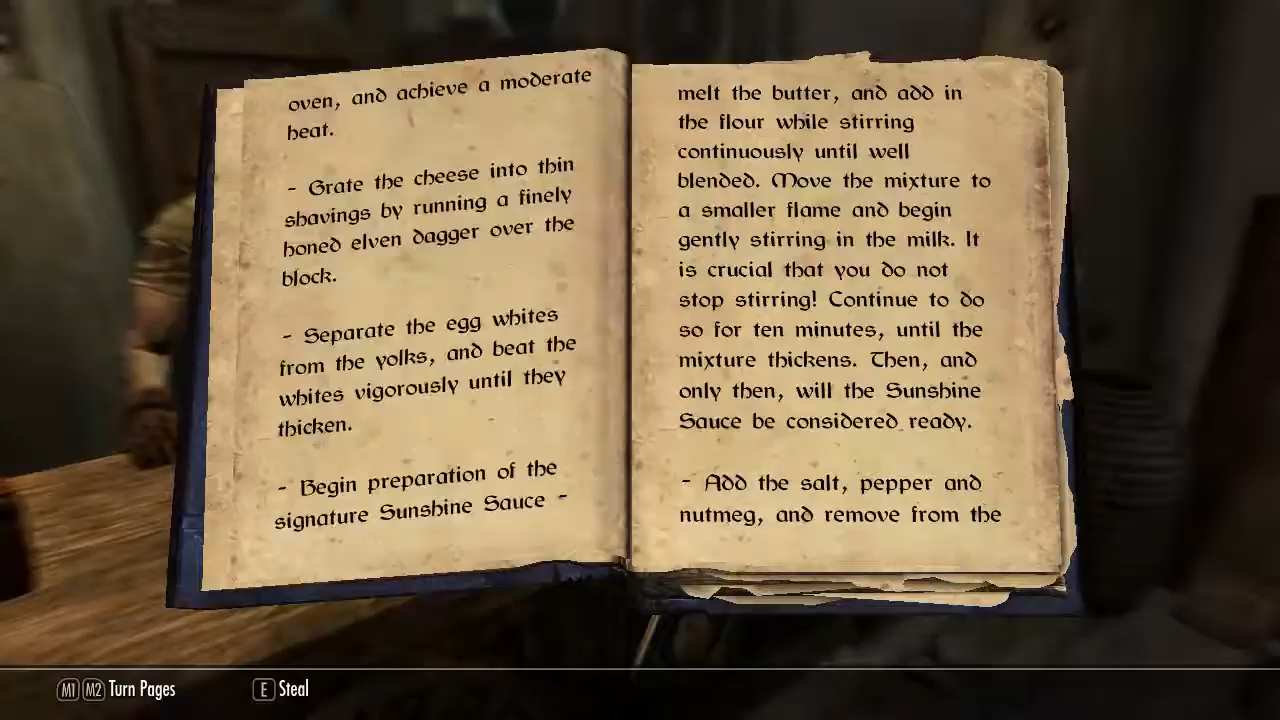 oven, and achieve a moderate
heat.
- Grate the cheese into thin
shavings by running a finely
honed elven dagger over the
block.
- Separate the egg whites
from the yolks, and beat the
whites vigorously until they
thicken.
- Begin preparation of the
signature Sunshine Sauce -
melt the butter, and add in
the flour while stirring
continuously until well
blended. Move the mixture to
a smaller flame and begin
gently stirring in the milk. It
is crucial that you do not
stop stirring! Continue to do
so for ten minutes, until the
mixture thickens. Then, and
only then, will the Sunshine
Sauce be considered ready.
- Add the salt, pepper and
nutmeg, and remove from the
M1 M2 Turn Pages
E Steal